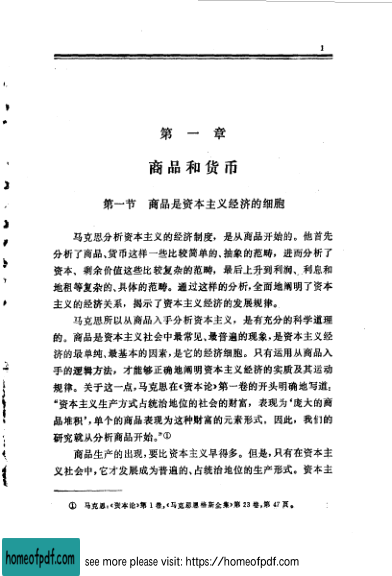 1
第一章
商品和货币
第一节 商品是资本主义经济的细胞
马克思分析资本主义的经济制度，是从商品开始的。他首先
分析了商品、货币这样一些比较简单的、抽象的范畴，进而分析了
资本、剩余价值这些比较复杂的范畴，最后上升到利润、利息和
地租等复杂的、具体的范畴。通过这样的分析，全面地阐明了资本
主义的经济关系，揭示了资本主义经济的发展规律。
马克思所以从商品入手分析资本主义，是有充分的科学道理
的。商品是资本主义社会中最常见、最普遍的现象，是资本主义经
济的最单纯、最基本的因素，是它的经济细胞。只有运用从商品入
手的逻辑方法，才能够正确地阐明资本主义经济的实质及其运动
规律。关于这一点，马克思在《资本论》第一卷的开头明确地写道，
“资本主义生产方式占统治地位的社会的财富，表现为‘庞大的商
品堆积’，单个的商品表现为这种财富的元素形式。因此，我们的
研究就从分析商品开始。”①
商品生产的出现，要比资本主义早得多。但是，只有在资本主
义社会中，它才发展成为普遍的、占统治地位的生产形式。资本主
① 马克思：《资本论》第1卷，《马克思恩格斯全集》第23卷，第47页。
homeofpdf.com
see more please visit: https://homeofpdf.com